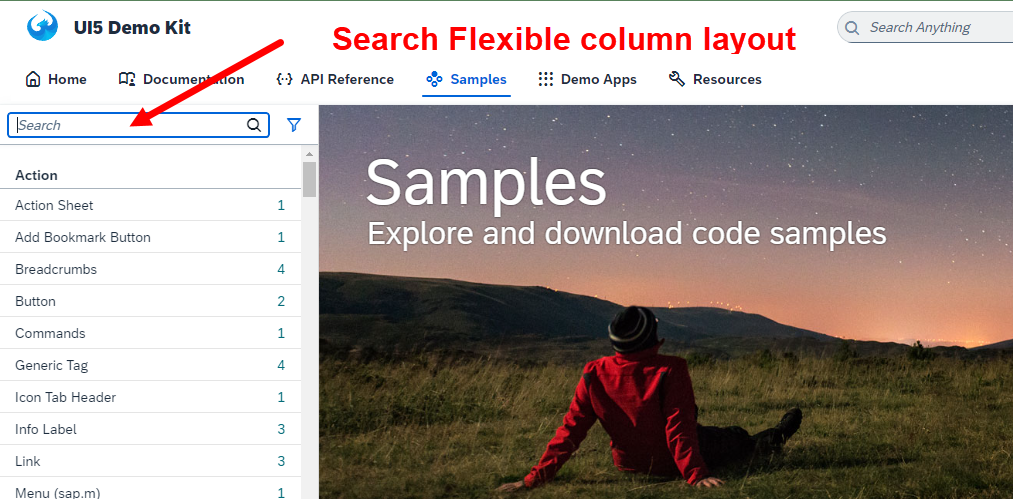 UI5 Demo Kit
Search Flexible column layout
Search Anything
Home
Documentation
API Reference
Samples
Demo Apps
Resources
Search
Action
Action Sheet 1
Add Bookmark Button 1
Breadcrumbs 4
Button 2
Commands 1
Generic Tag 4
Icon Tab Header 1
Info Label 3
Link 3
Menu (sap.m) 1
Samples
Explore and download code samples